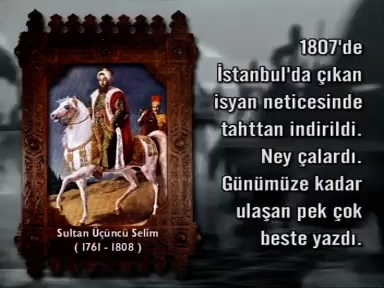 1807'de
İstanbul'da çıkan
isyan neticesinde
tahttan indirildi.
Ney çalardı.
Günümüze kadar
ulaşan pek çok
beste yazdı.
Sultan Üçüncü Selim
( 1761 - 1808 )